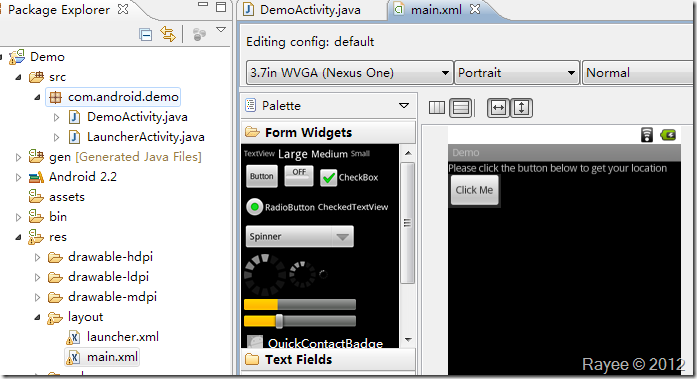 Package Explorer
Demo
src
com.android.demo
DemoActivity.java
LauncherActivity.java
gen [Generated Java Files]
Android 2.2
assets
bin
res
drawable-hdpi
drawable-ldpi
drawable-mdpi
layout
launcher.xml
main.xml
DemoActivity.java
main.xml
Editing config: default
3.7in WVGA (Nexus One)
Portrait
Normal
Palette
Form Widgets
TextView Large Medium Small
Button
OFF
CheckBox
RadioButton CheckedTextView
Spinner
QuickContactBadge
Text Fields
Demo
Please click the button below to get your location
Click Me
Rayee © 2012